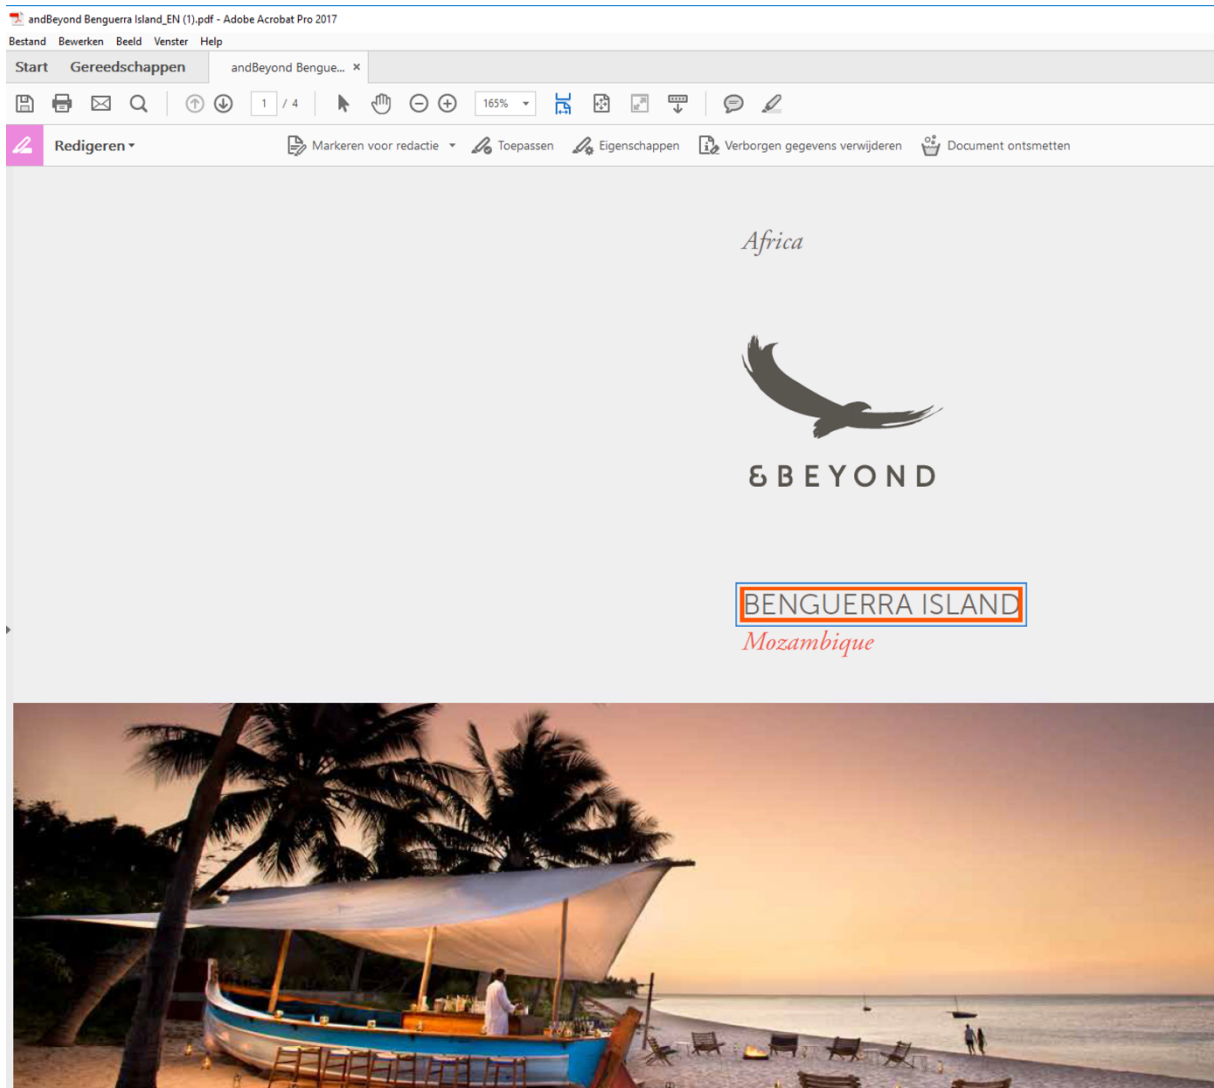 andBeyond Benguerra Island_EN (1).pdf - Adobe Acrobat Pro 2017
Bestand Bewerken Beeld Venster Help
Start Gereedschappen andBeyond Bengue... ×
1 / 4 165%
Redigeren Markeren voor redactie Toepassen Eigenschappen Verborgen gegevens verwijderen Document ontsmetten
Africa
&BEYOND
BENGUERRA ISLAND
Mozambique